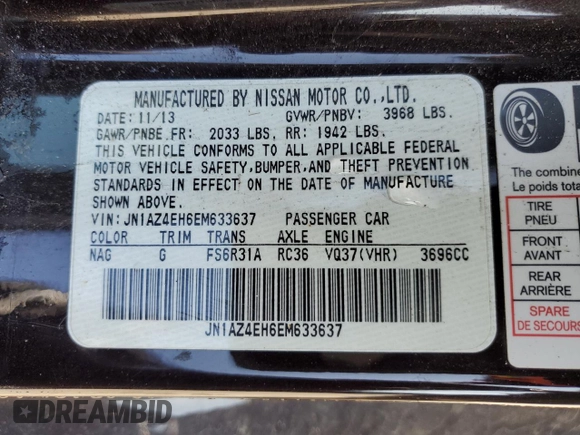 MANUFACTURED BY NISSAN MOTOR CO.,LTD.
DATE: 11/13 GVWR/PNBV: 3968 LBS.
GAWR/PNBE FR: 2033 LBS. RR: 1942 LBS.
THIS VEHICLE CONFORMS TO ALL APPLICABLE FEDERAL
MOTOR VEHICLE SAFETY,BUMPER,AND THEFT PREVENTION
STANDARDS IN EFFECT ON THE DATE OF MANUFACTURE
SHOWN ABOVE.
VIN: JN1AZ4EH6EM633637 PASSENGER CAR
COLOR TRIM TRANS AXLE ENGINE
NAG G FS6R31A RC36 VQ37(VHR) 3696CC
JN1AZ4EH6EM633637
The combine
Le poids tota
TIRE
PNEU
FRONT
AVANT
REAR
ARRIÈRE
SPARE
DE SECOURS
DREAMBID